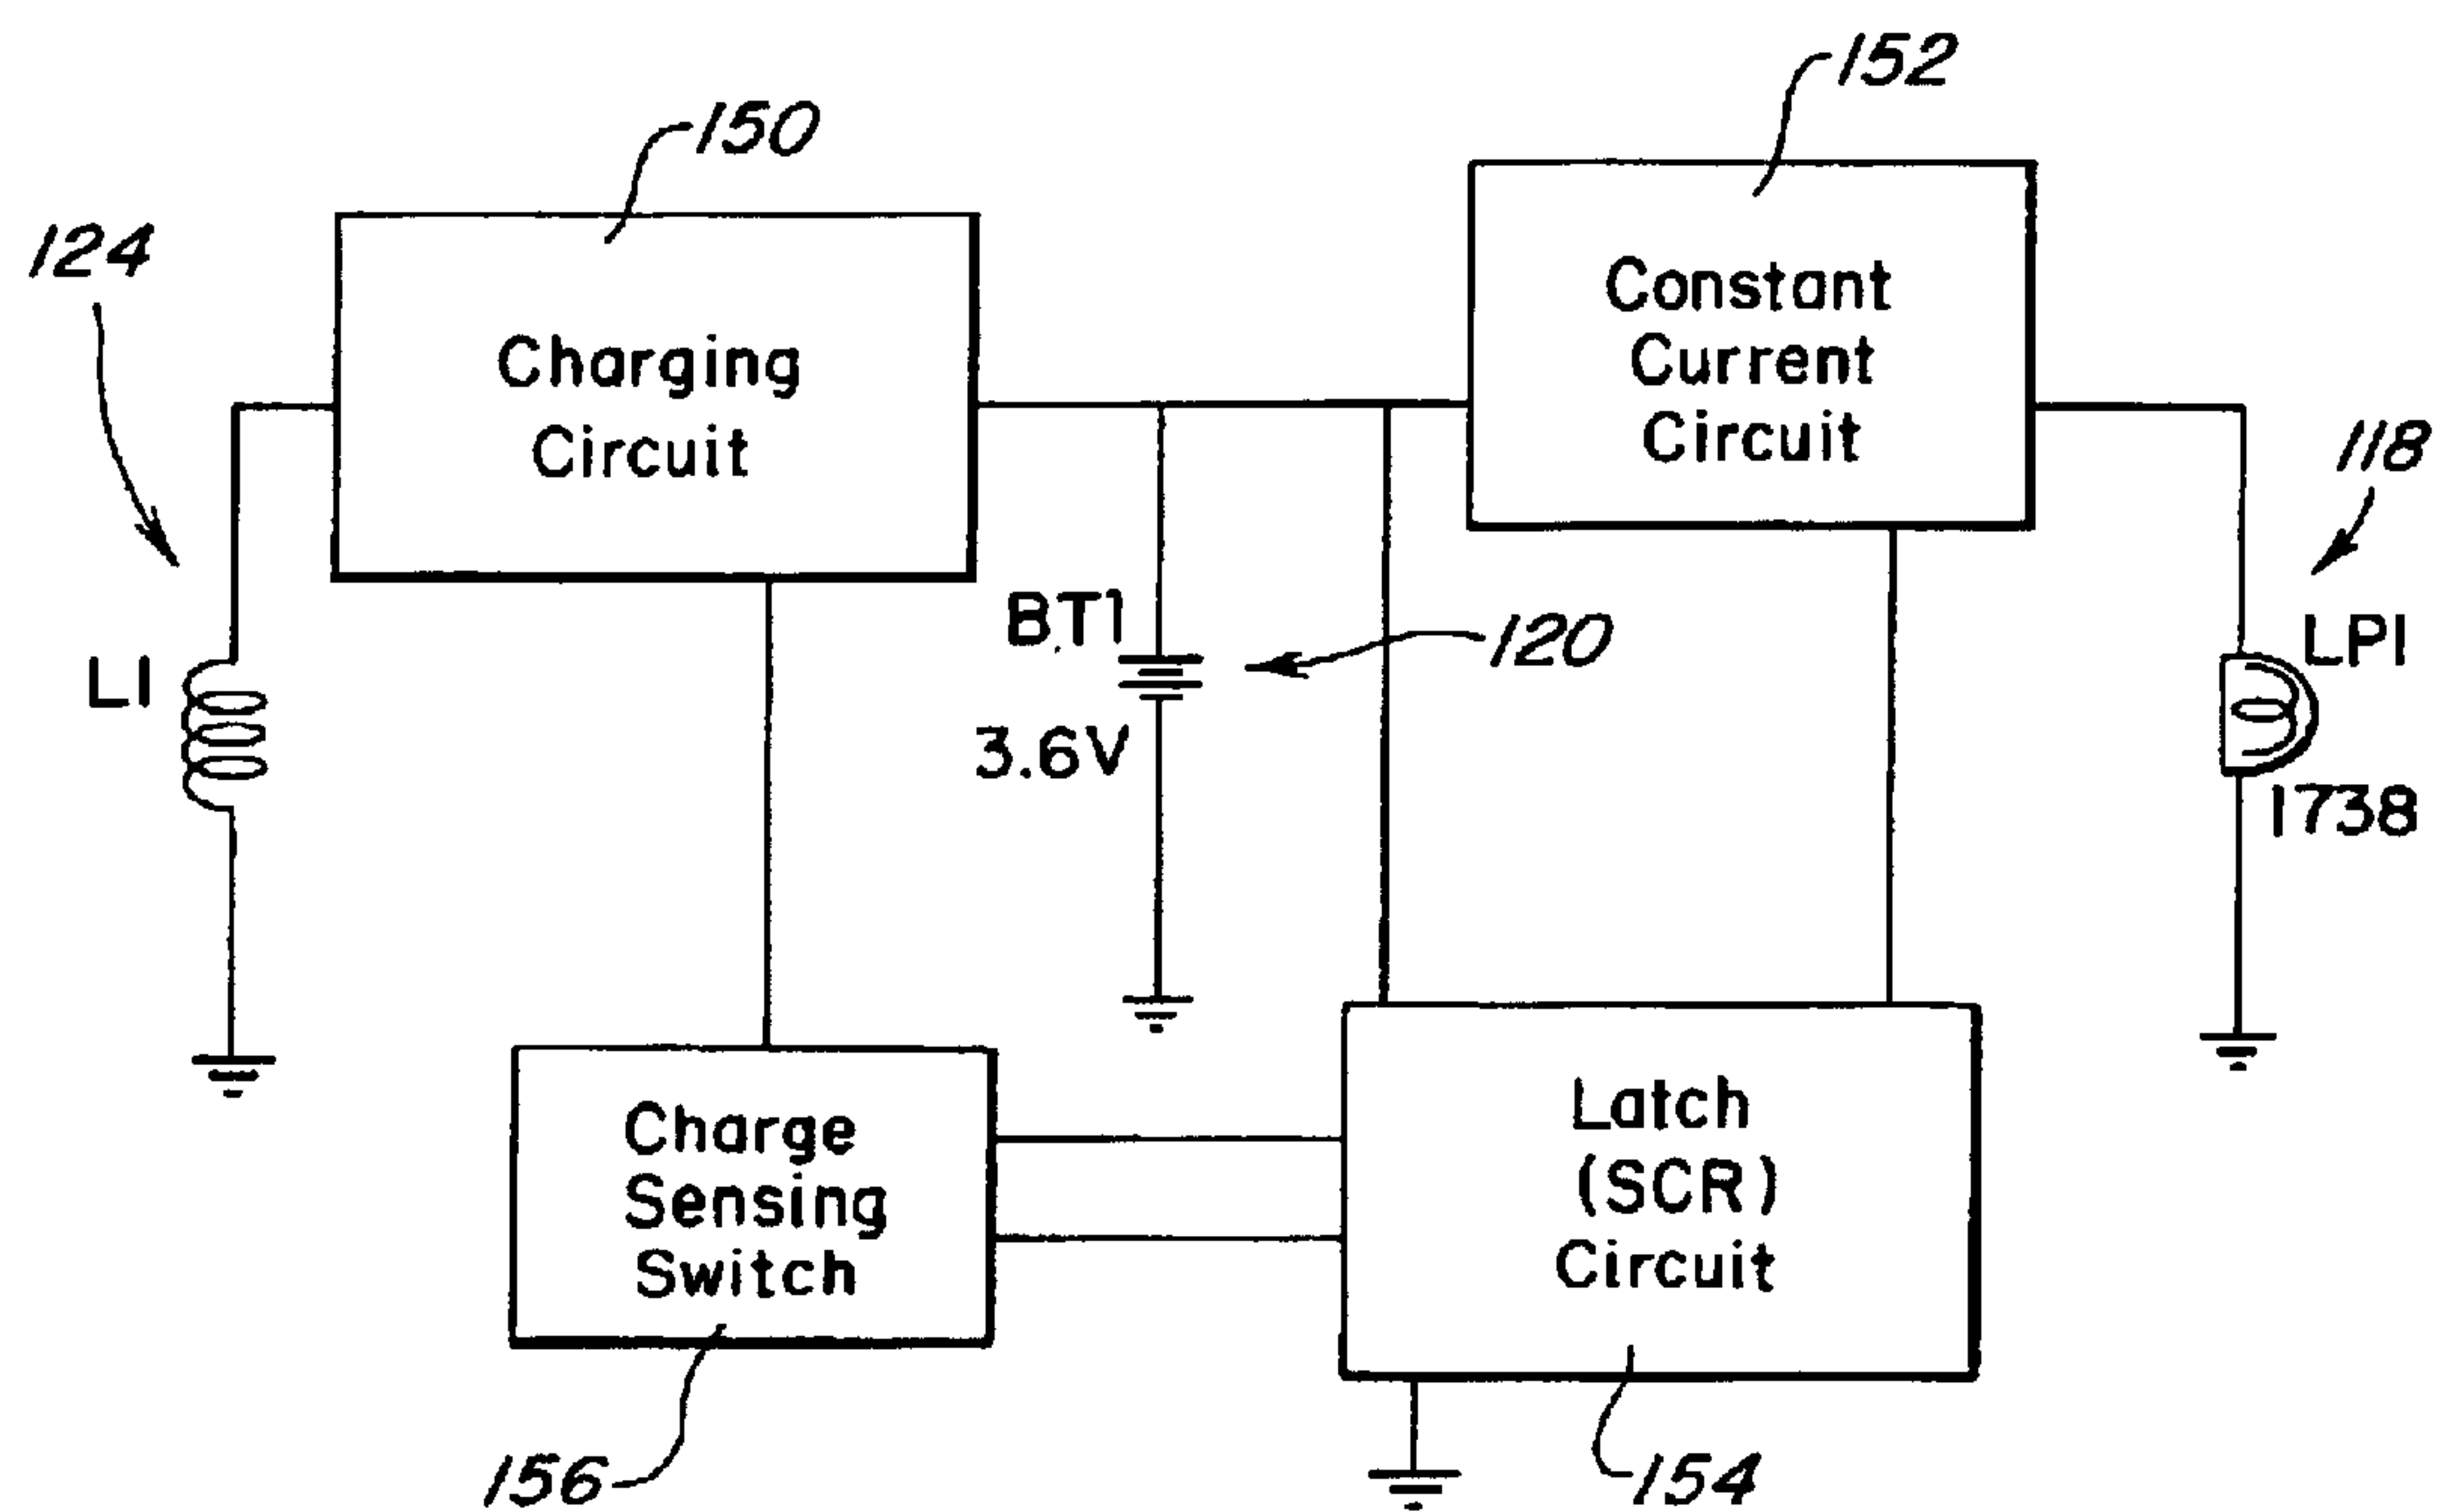 152
150
124
Charging
Circuit
Constant
Current
Circuit
118
BT1
3.6V
120
L1
LP1
1738
Charge
Sensing
Switch
Latch
(SCR)
Circuit
156
154